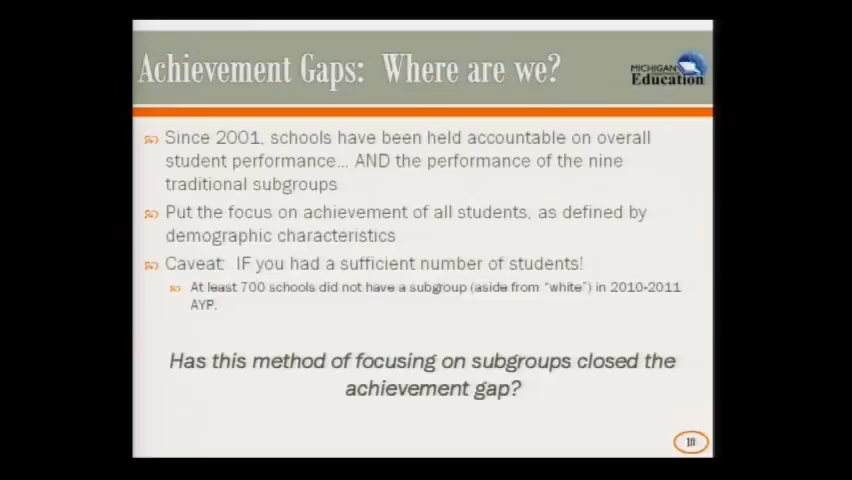 Achievement Gaps: Where are we?
MICHIGAN
Education
Since 2001, schools have been held accountable on overall
student performance... AND the performance of the nine
traditional subgroups
Put the focus on achievement of all students, as defined by
demographic characteristics
Caveat: IF you had a sufficient number of students!
At least 700 schools did not have a subgroup (aside from "white") in 2010-2011
AYP.
Has this method of focusing on subgroups closed the
achievement gap?
18